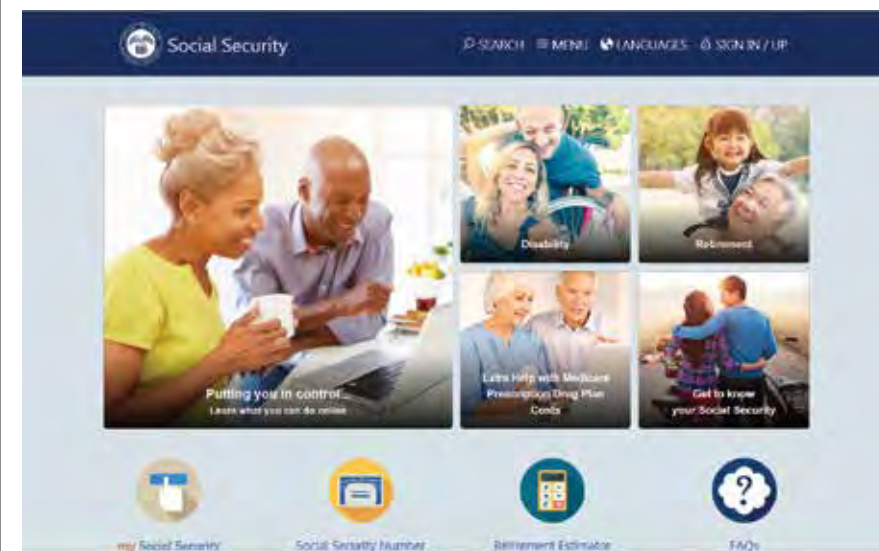 Social Security
SEARCH MENU LANGUAGES SIGN IN / UP
Putting you in control...
Learn what you can do online
Disability
Retirement
Extra Help with Medicare
Prescription Drug Plan
Costs
Get to know
your Social Security
my Social Security
Social Security Number
Retirement Estimator
FAQs